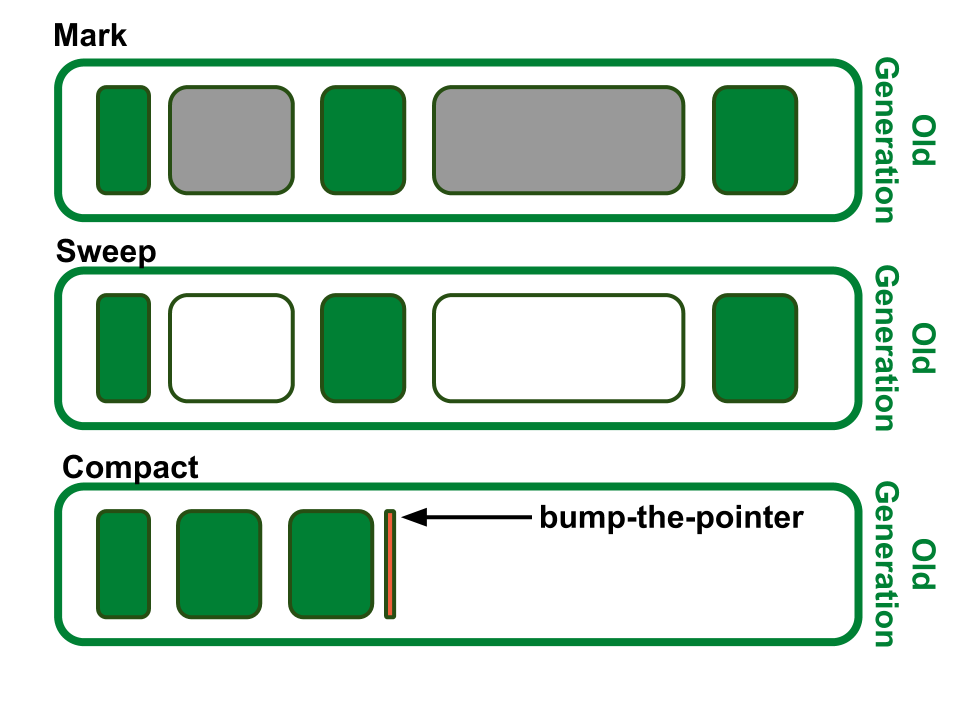 Mark
Old
Generation
Sweep
Old
Generation
Compact
bump-the-pointer
Old
Generation